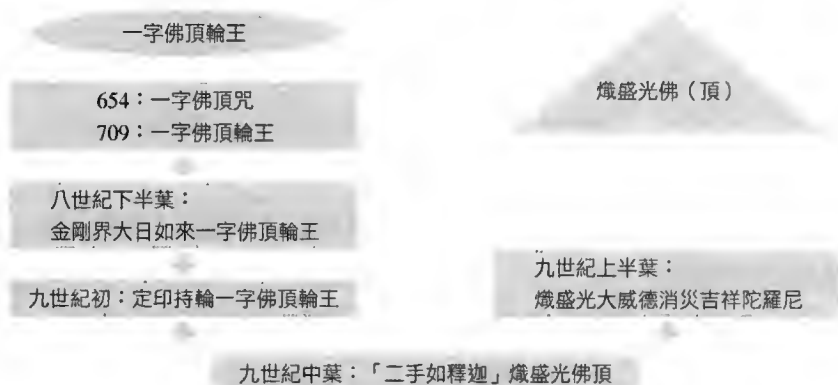 一字佛頂輪王
654：一字佛頂咒
709：一字佛頂輪王
八世紀下半葉：
金剛界大日如來一字佛頂輪王
九世紀初：定印持輪一字佛頂輪王
熾盛光佛（頂）
九世紀上半葉：
熾盛光大威德消災吉祥陀羅尼
九世紀中葉：「二手如釋迦」熾盛光佛頂